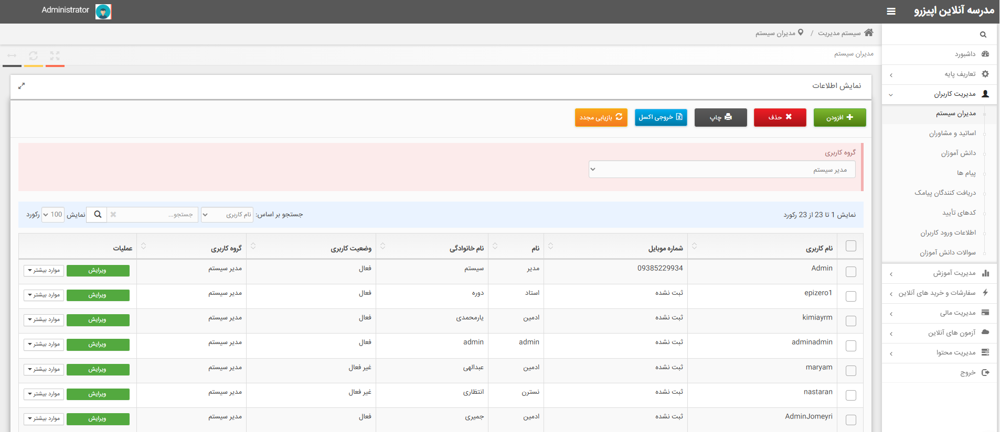 مدرسه آنلاین اپیزرو
Administrator
سیستم مدیریت / مدیران سیستم
مدیران سیستم
داشبورد
تعاریف پایه
مدیریت کاربران
مدیران سیستم
اساتید و مشاوران
دانش آموزان
پیام ها
دریافت کنندگان پیامک
کدهای تأیید
اطلاعات ورود کاربران
سوالات دانش آموزان
مدیریت آموزش
سفارشات و خرید های آنلاین
مدیریت مالی
آزمون های آنلاین
مدیریت محتوا
خروج
نمایش اطلاعات
افزودن حذف چاپ خروجی اکسل بازیابی مجدد
گروه کاربری
مدیر سیستم
نمایش 1 تا 23 از 23 رکورد جستجو بر اساس: نام کاربری جستجو... نمایش 100 رکورد
نام کاربری شماره موبایل نام نام خانوادگی وضعیت کاربری گروه کاربری عملیات
Admin 09385229934 مدیر سیستم فعال مدیر سیستم ویرایش موارد بیشتر
epizero1 ثبت نشده استاد دوره فعال مدیر سیستم ویرایش موارد بیشتر
kimiayrm ثبت نشده ادمین یارمحمدی فعال مدیر سیستم ویرایش موارد بیشتر
adminadmin ثبت نشده admin admin فعال مدیر سیستم ویرایش موارد بیشتر
maryam ثبت نشده ادمین عبدالهی غیر فعال مدیر سیستم ویرایش موارد بیشتر
nastaran ثبت نشده نسترن انتظاری غیر فعال مدیر سیستم ویرایش موارد بیشتر
AdminJomeyri ثبت نشده ادمین جمیری فعال مدیر سیستم ویرایش موارد بیشتر